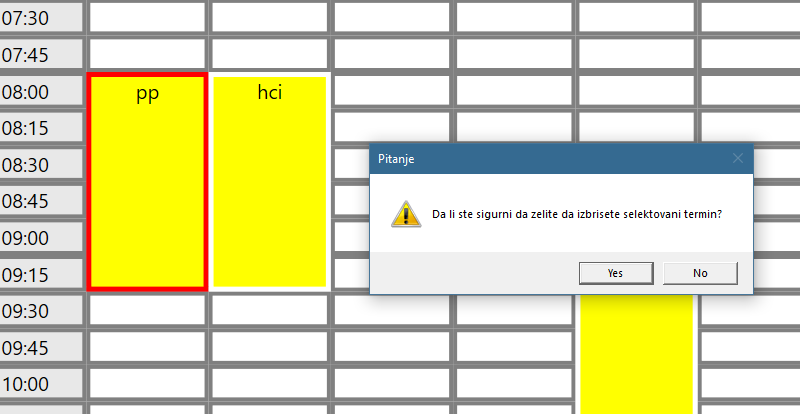 07:30
07:45
08:00 pp hci
08:15
Pitanje
08:30
08:45 Da li ste sigurni da zelite da izbrisete selektovani termin?
09:00
09:15 Yes No
09:30
09:45
10:00